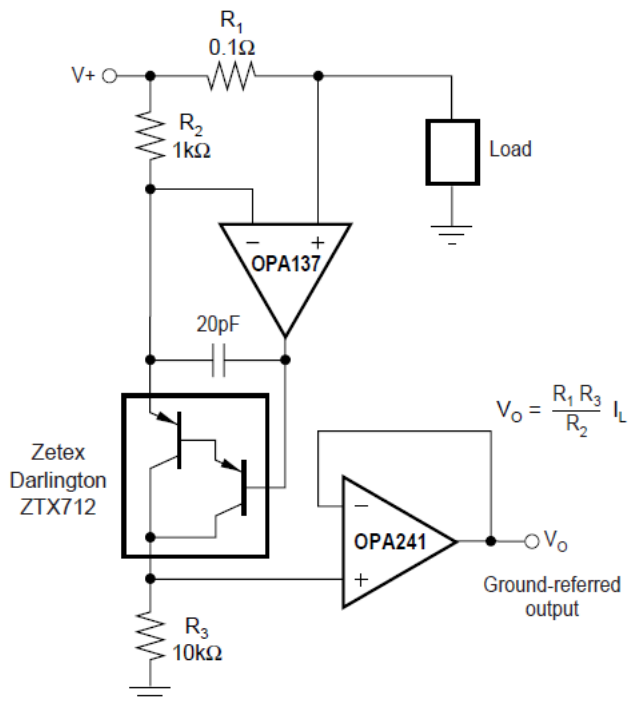 R1
0.1Ω
V+
R2
1kΩ
Load
− +
OPA137
20pF
VO = R1 R3 / R2 IL
Zetex
Darlington
ZTX712
−
OPA241
+
VO
Ground-referred
output
R3
10kΩ